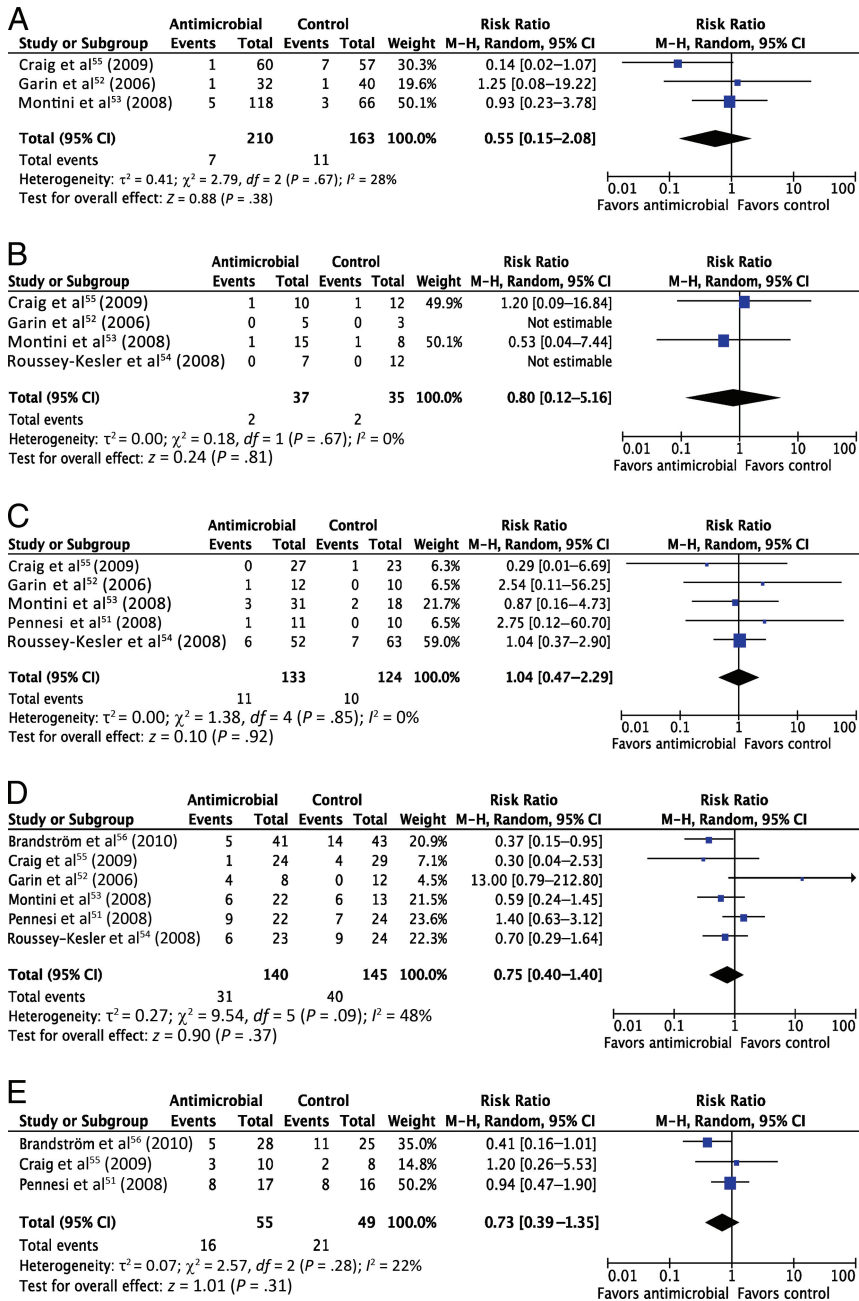 A
Antimicrobial Control Risk Ratio Risk Ratio
Study or Subgroup Events Total Events Total Weight M–H, Random, 95% CI M–H, Random, 95% CI
Craig et al55 (2009) 1 60 7 57 30.3% 0.14 [0.02–1.07]
Garin et al52 (2006) 1 32 1 40 19.6% 1.25 [0.08–19.22]
Montini et al53 (2008) 5 118 3 66 50.1% 0.93 [0.23–3.78]
Total (95% CI) 210 163 100.0% 0.55 [0.15–2.08]
Total events 7 11
Heterogeneity: τ2 = 0.41; χ2 = 2.79, df = 2 (P = .67); I2 = 28%
Test for overall effect: Z = 0.88 (P = .38)
0.01 0.1 1 10 100
Favors antimicrobial Favors control
B
Antimicrobial Control Risk Ratio Risk Ratio
Study or Subgroup Events Total Events Total Weight M–H, Random, 95% CI M–H, Random, 95% CI
Craig et al55 (2009) 1 10 1 12 49.9% 1.20 [0.09–16.84]
Garin et al52 (2006) 0 5 0 3 Not estimable
Montini et al53 (2008) 1 15 1 8 50.1% 0.53 [0.04–7.44]
Roussey-Kesler et al54 (2008) 0 7 0 12 Not estimable
Total (95% CI) 37 35 100.0% 0.80 [0.12–5.16]
Total events 2 2
Heterogeneity: τ2 = 0.00; χ2 = 0.18, df = 1 (P = .67); I2 = 0%
Test for overall effect: z = 0.24 (P = .81)
0.01 0.1 1 10 100
Favors antimicrobial Favors control
C
Antimicrobial Control Risk Ratio Risk Ratio
Study or Subgroup Events Total Events Total Weight M–H, Random, 95% CI M–H, Random, 95% CI
Craig et al55 (2009) 0 27 1 23 6.3% 0.29 [0.01–6.69]
Garin et al52 (2006) 1 12 0 10 6.5% 2.54 [0.11–56.25]
Montini et al53 (2008) 3 31 2 18 21.7% 0.87 [0.16–4.73]
Pennesi et al51 (2008) 1 11 0 10 6.5% 2.75 [0.12–60.70]
Roussey-Kesler et al54 (2008) 6 52 7 63 59.0% 1.04 [0.37–2.90]
Total (95% CI) 133 124 100.0% 1.04 [0.47–2.29]
Total events 11 10
Heterogeneity: τ2 = 0.00; χ2 = 1.38, df = 4 (P = .85); I2 = 0%
Test for overall effect: z = 0.10 (P = .92)
0.01 0.1 1 10 100
Favors antimicrobial Favors control
D
Antimicrobial Control Risk Ratio Risk Ratio
Study or Subgroup Events Total Events Total Weight M–H, Random, 95% CI M–H, Random, 95% CI
Brandström et al56 (2010) 5 41 14 43 20.9% 0.37 [0.15–0.95]
Craig et al55 (2009) 1 24 4 29 7.1% 0.30 [0.04–2.53]
Garin et al52 (2006) 4 8 0 12 4.5% 13.00 [0.79–212.80]
Montini et al53 (2008) 6 22 6 13 21.5% 0.59 [0.24–1.45]
Pennesi et al51 (2008) 9 22 7 24 23.6% 1.40 [0.63–3.12]
Roussey-Kesler et al54 (2008) 6 23 9 24 22.3% 0.70 [0.29–1.64]
Total (95% CI) 140 145 100.0% 0.75 [0.40–1.40]
Total events 31 40
Heterogeneity: τ2 = 0.27; χ2 = 9.54, df = 5 (P = .09); I2 = 48%
Test for overall effect: z = 0.90 (P = .37)
0.01 0.1 1 10 100
Favors antimicrobial Favors control
E
Antimicrobial Control Risk Ratio Risk Ratio
Study or Subgroup Events Total Events Total Weight M–H, Random, 95% CI M–H, Random, 95% CI
Brandström et al56 (2010) 5 28 11 25 35.0% 0.41 [0.16–1.01]
Craig et al55 (2009) 3 10 2 8 14.8% 1.20 [0.26–5.53]
Pennesi et al51 (2008) 8 17 8 16 50.2% 0.94 [0.47–1.90]
Total (95% CI) 55 49 100.0% 0.73 [0.39–1.35]
Total events 16 21
Heterogeneity: τ2 = 0.07; χ2 = 2.57, df = 2 (P = .28); I2 = 22%
Test for overall effect: z = 1.01 (P = .31)
0.01 0.1 1 10 100
Favors antimicrobial Favors control